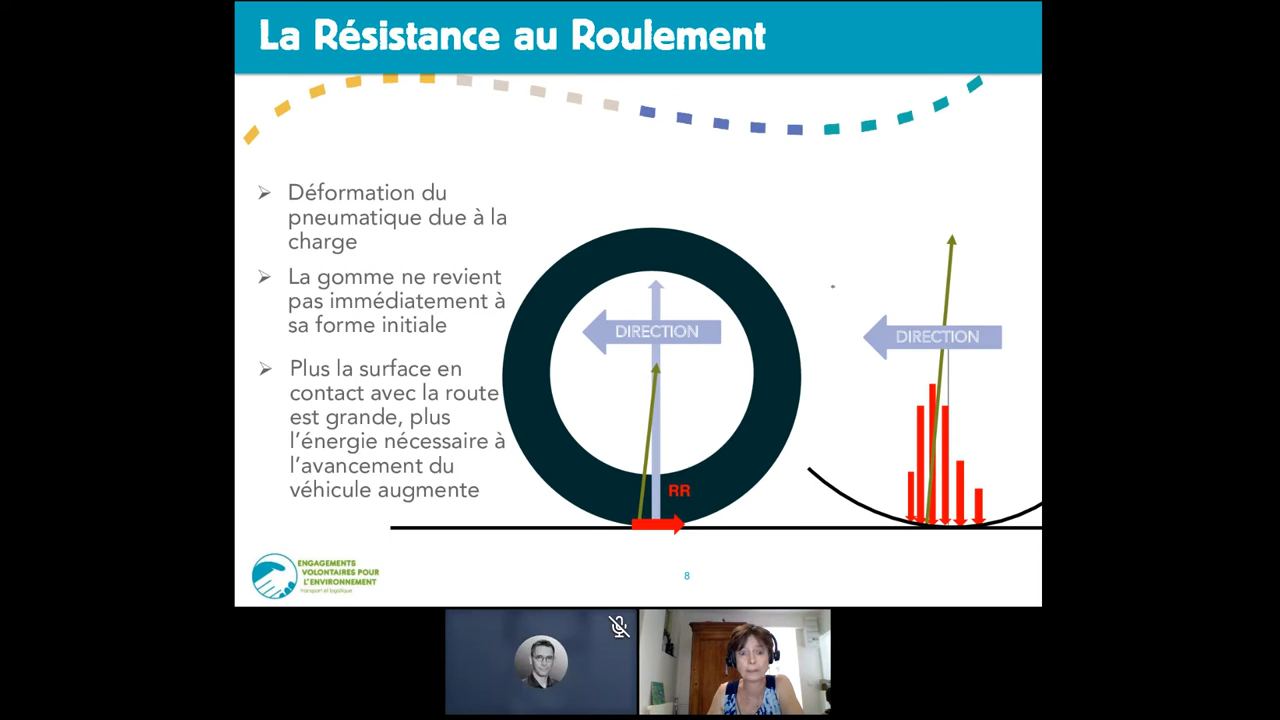 La Résistance au Roulement
Déformation du
pneumatique due à la
charge
La gomme ne revient
pas immédiatement à
sa forme initiale
Plus la surface en
contact avec la route
est grande, plus
l'énergie nécessaire à
l'avancement du
véhicule augmente
DIRECTION
RR
DIRECTION
ENGAGEMENTS
VOLONTAIRES POUR
L'ENVIRONNEMENT
transport et logistique
8